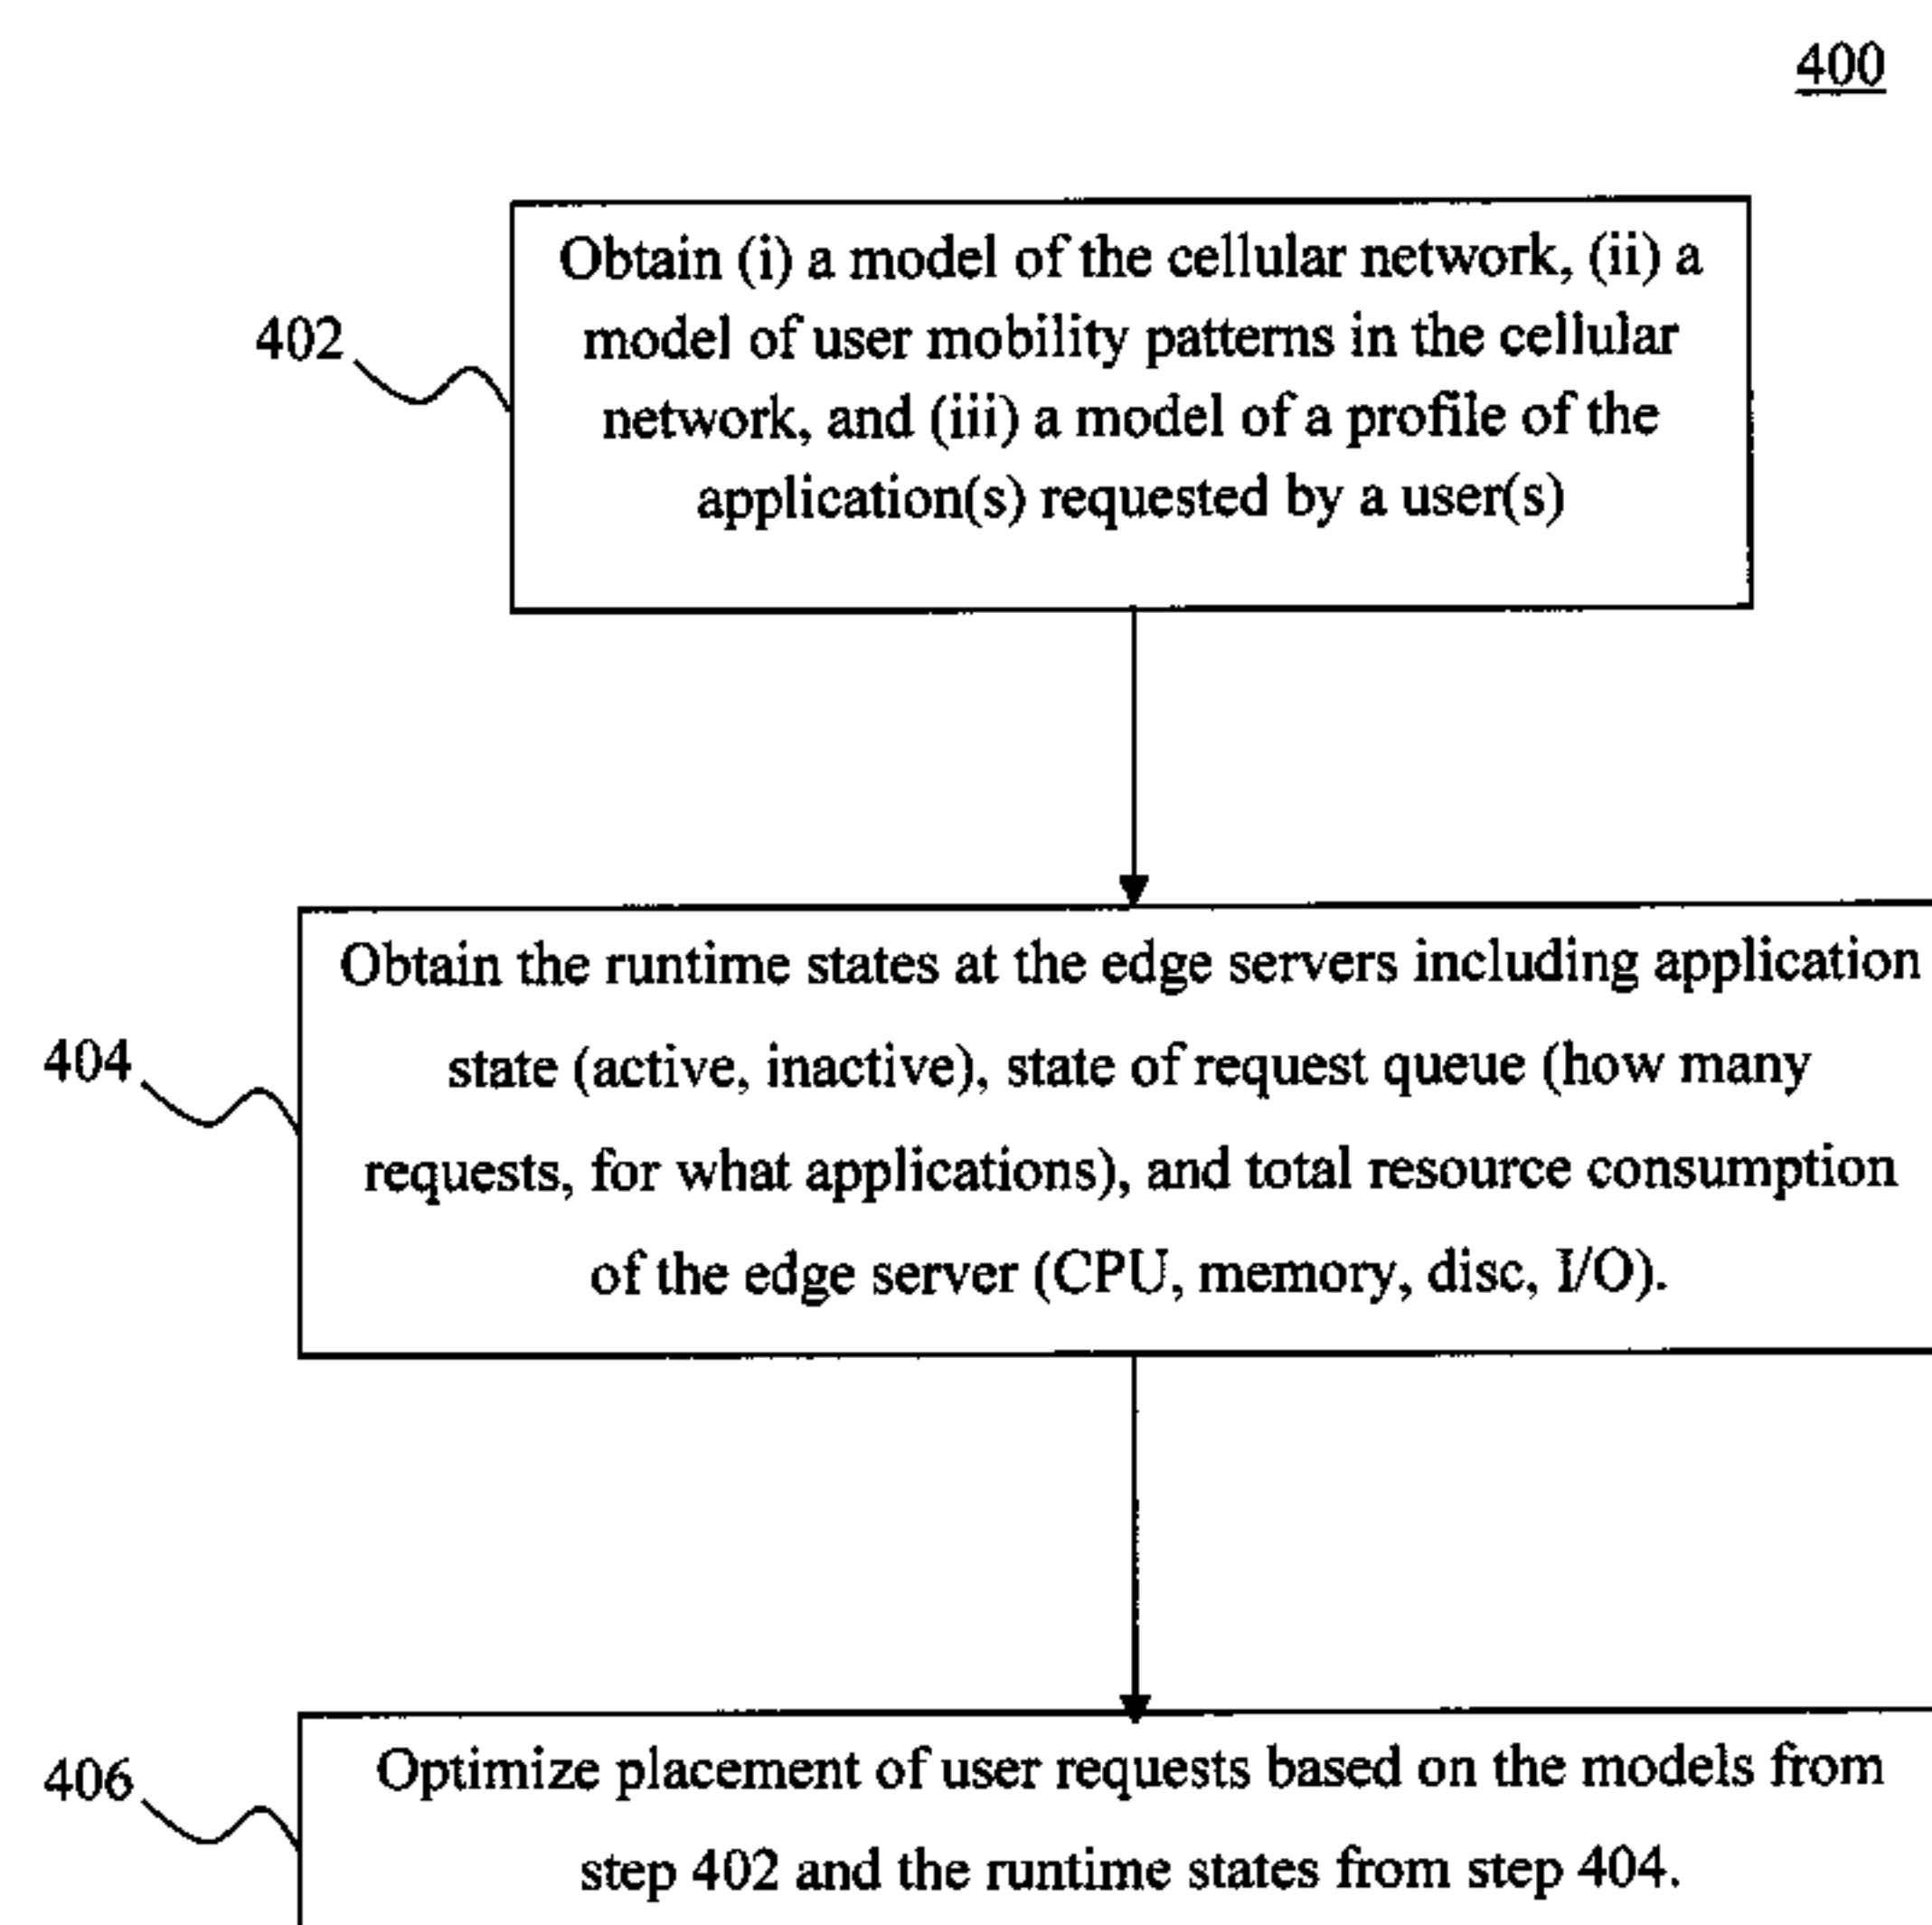 400
Obtain (i) a model of the cellular network, (ii) a
model of user mobility patterns in the cellular
402
network, and (iii) a model of a profile of the
application(s) requested by a user(s)
Obtain the runtime states at the edge servers including application
404
state (active, inactive), state of request queue (how many
requests, for what applications), and total resource consumption
of the edge server (CPU, memory, disc, I/O).
406
Optimize placement of user requests based on the models from
step 402 and the runtime states from step 404.